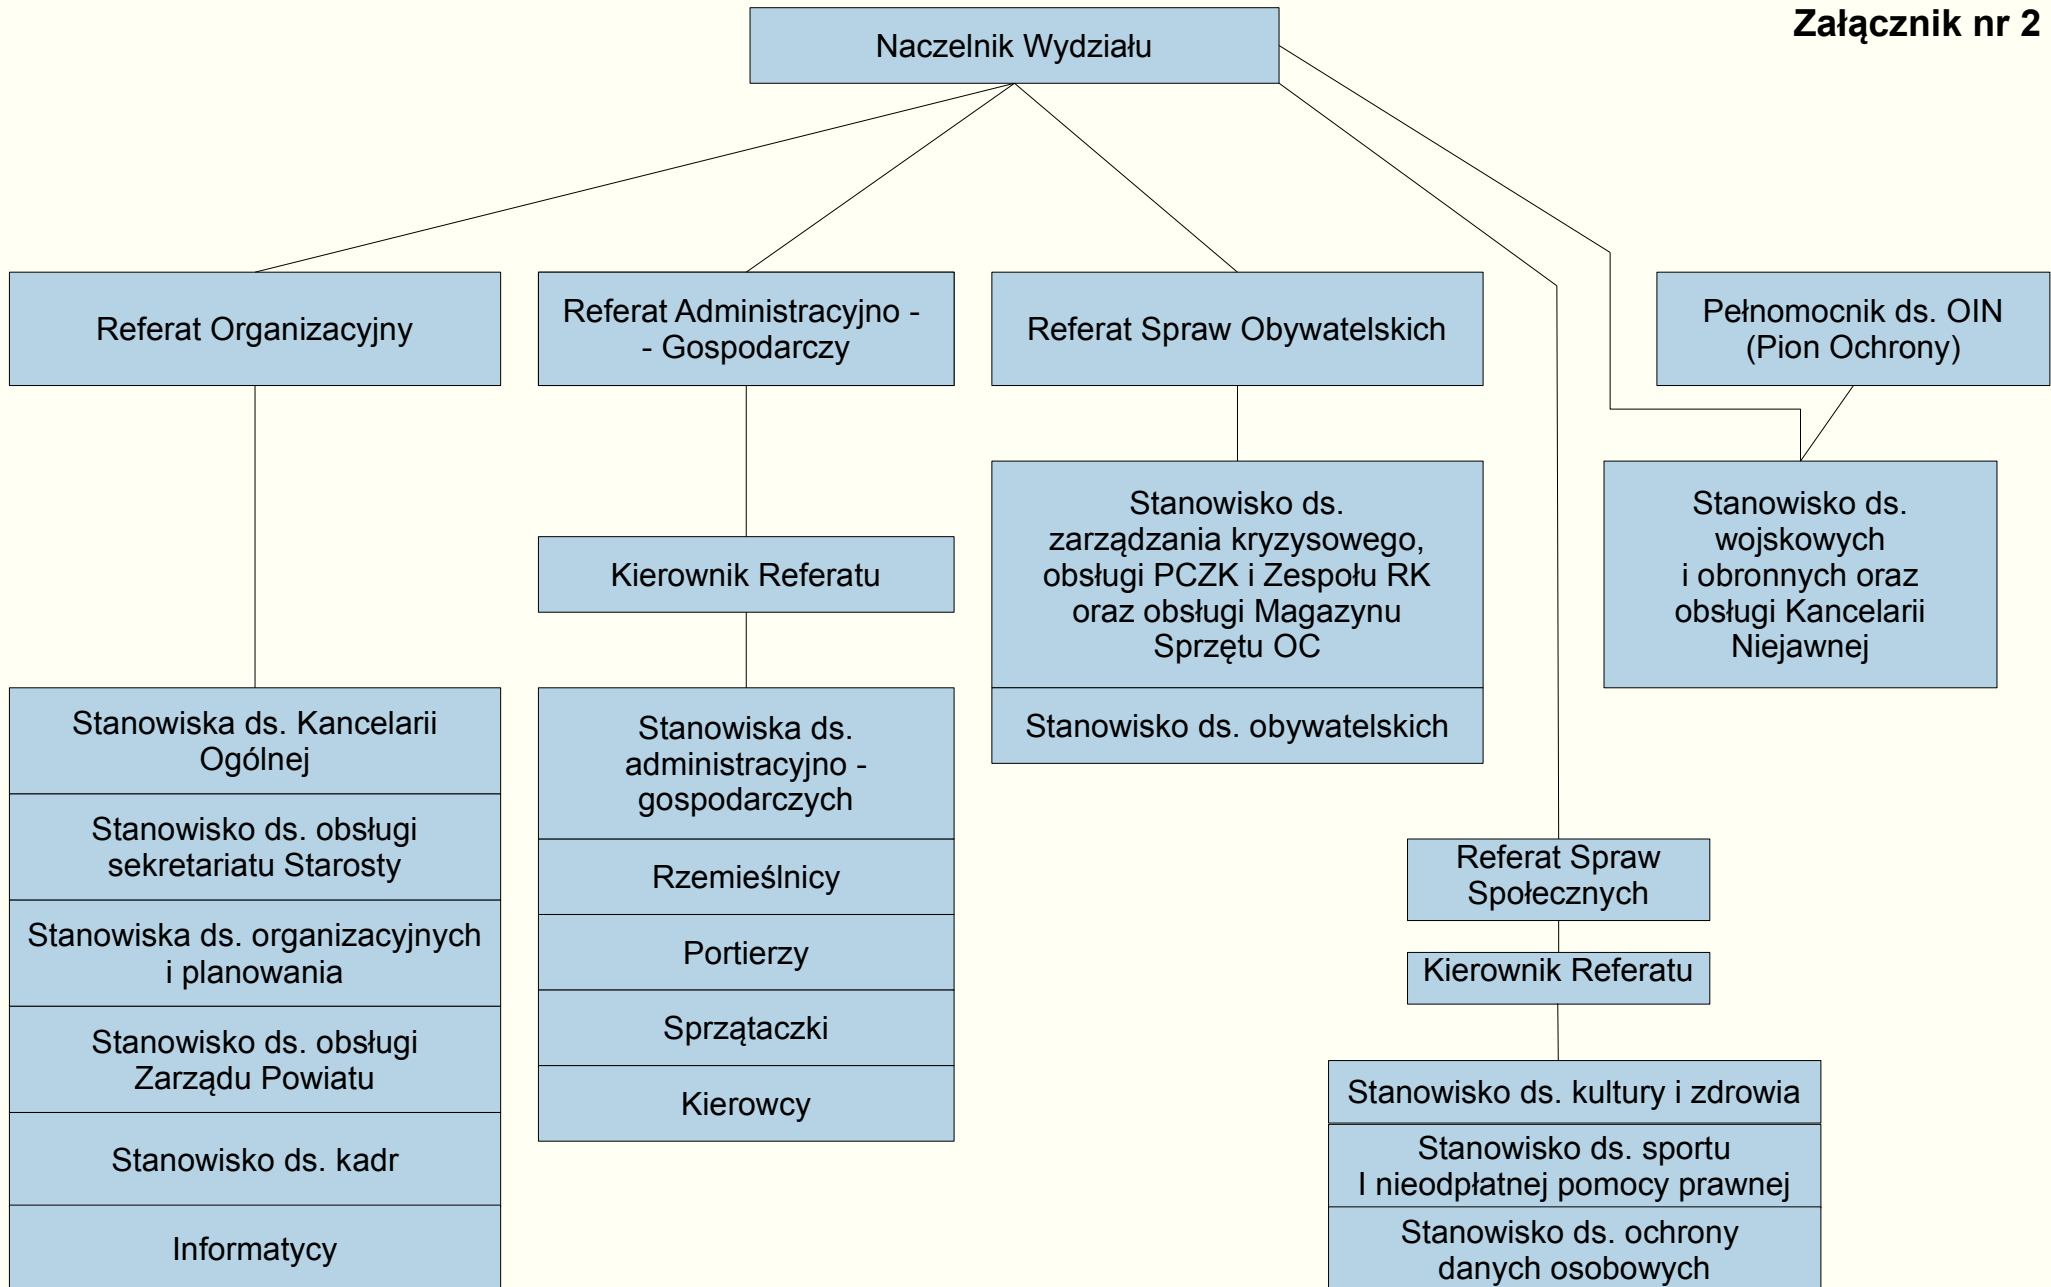 Załącznik nr 2
Naczelnik Wydziału
Referat Organizacyjny
Referat Administracyjno -
- Gospodarczy
Referat Spraw Obywatelskich
Pełnomocnik ds. OIN
(Pion Ochrony)
Kierownik Referatu
Stanowisko ds.
zarządzania kryzysowego,
obsługi PCZK i Zespołu RK
oraz obsługi Magazynu
Sprzętu OC
Stanowisko ds. obywatelskich
Stanowisko ds.
wojskowych
i obronnych oraz
obsługi Kancelarii
Niejawnej
Stanowiska ds. Kancelarii
Ogólnej
Stanowisko ds. obsługi
sekretariatu Starosty
Stanowiska ds. organizacyjnych
i planowania
Stanowisko ds. obsługi
Zarządu Powiatu
Stanowisko ds. kadr
Informatycy
Stanowiska ds.
administracyjno -
gospodarczych
Rzemieślnicy
Portierzy
Sprzątaczki
Kierowcy
Referat Spraw
Społecznych
Kierownik Referatu
Stanowisko ds. kultury i zdrowia
Stanowisko ds. sportu
I nieodpłatnej pomocy prawnej
Stanowisko ds. ochrony
danych osobowych